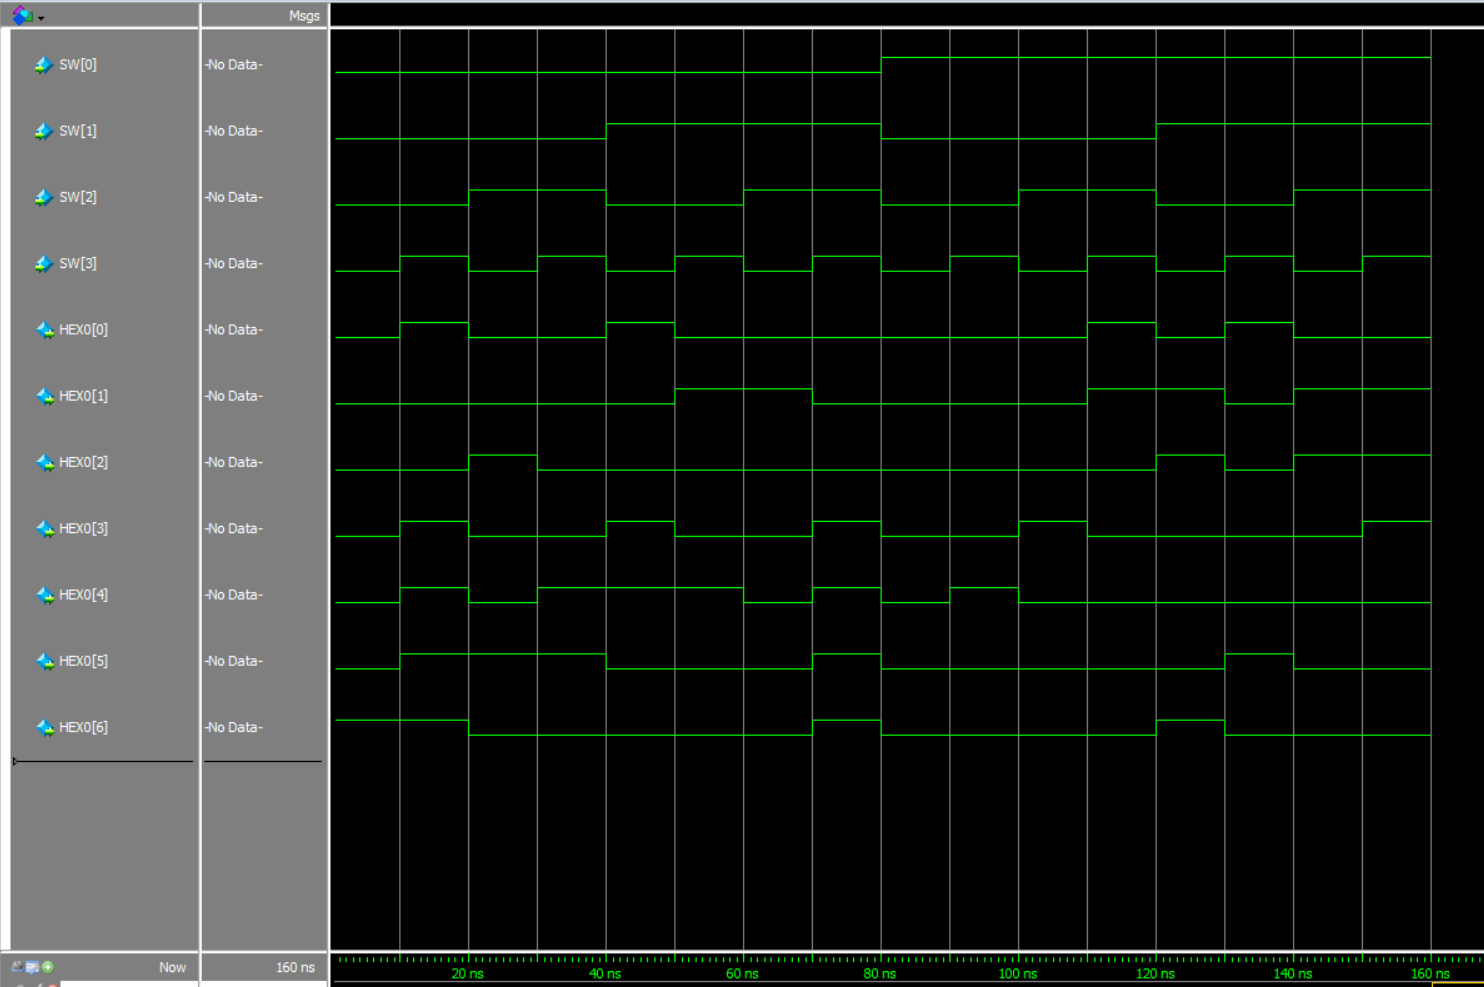 Msgs
SW[0] -No Data-
SW[1] -No Data-
SW[2] -No Data-
SW[3] -No Data-
HEX0[0] -No Data-
HEX0[1] -No Data-
HEX0[2] -No Data-
HEX0[3] -No Data-
HEX0[4] -No Data-
HEX0[5] -No Data-
HEX0[6] -No Data-
Now 160 ns
20 ns 40 ns 60 ns 80 ns 100 ns 120 ns 140 ns 160 ns